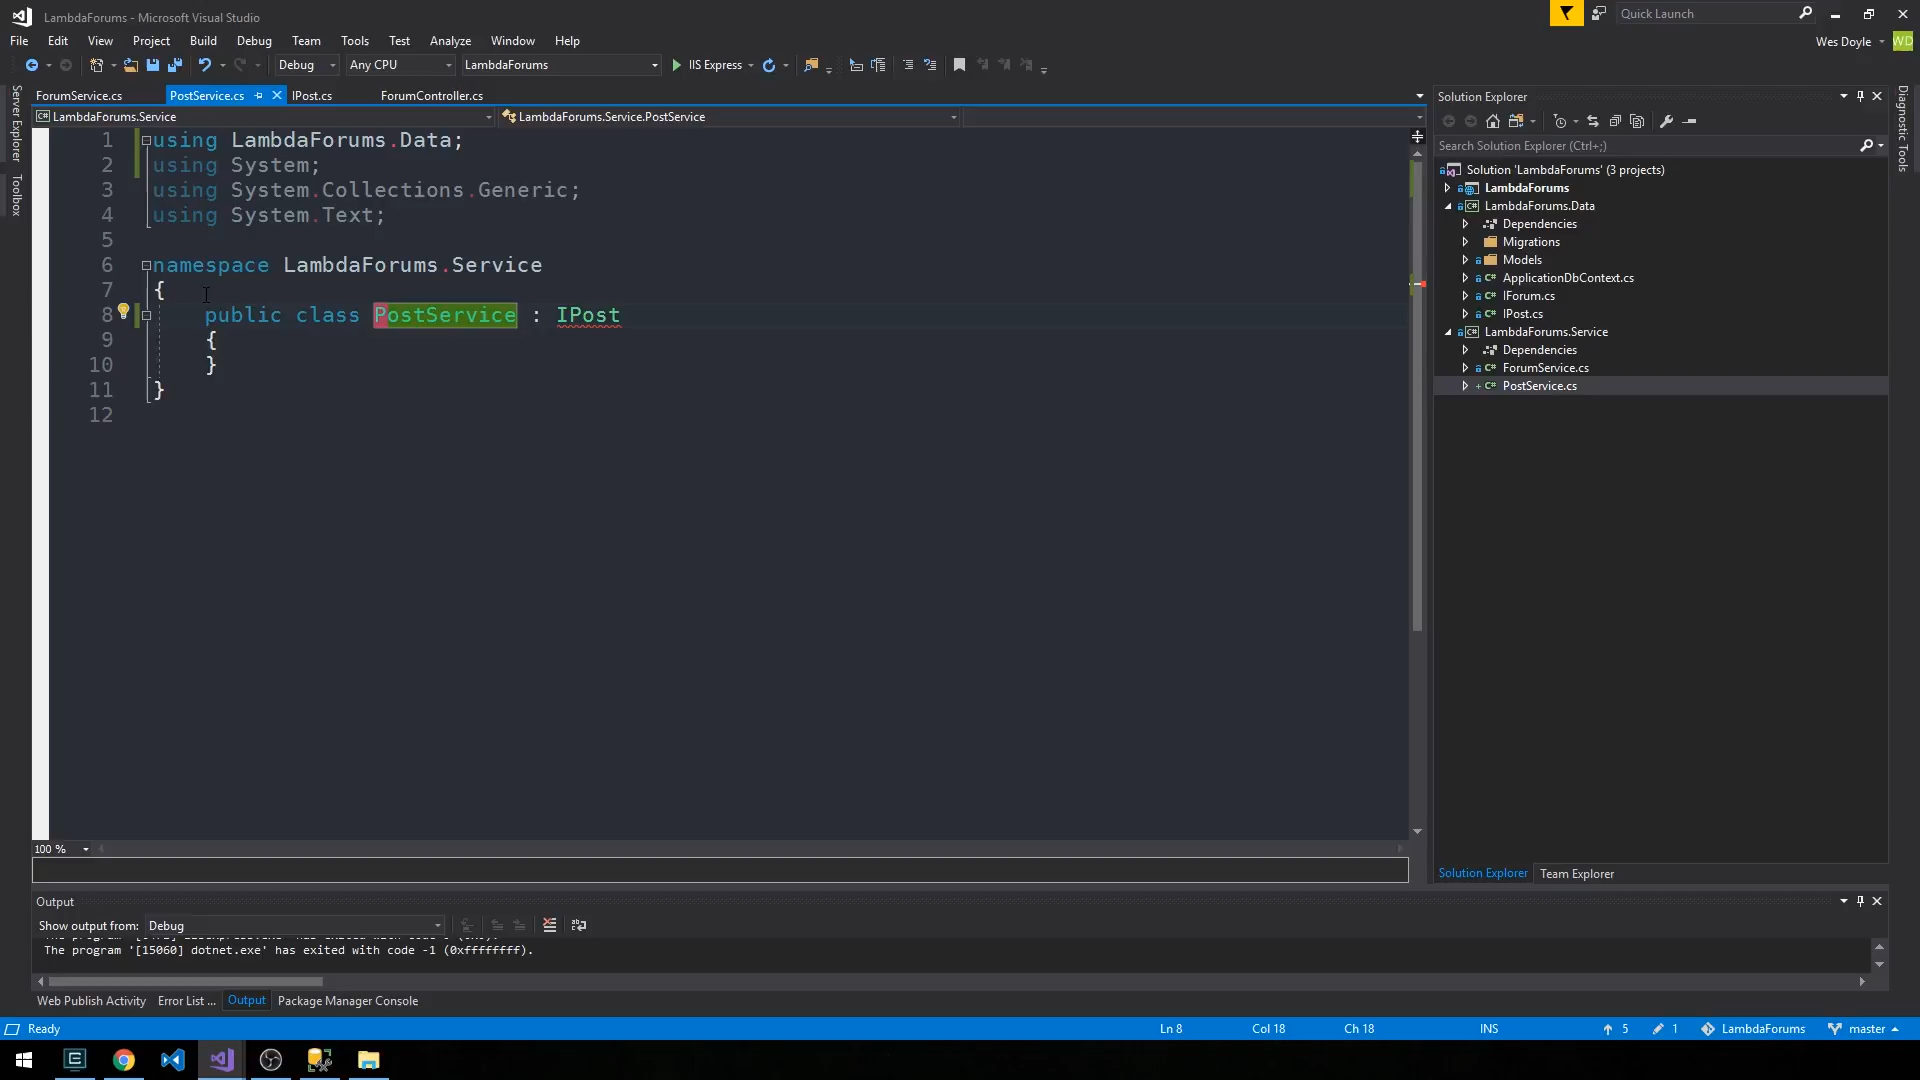 LambdaForums - Microsoft Visual Studio
Quick Launch
File Edit View Project Build Debug Team Tools Test Analyze Window Help
Wes Doyle WD
Debug Any CPU LambdaForums IIS Express
Server Explorer
Toolbox
ForumService.cs PostService.cs IPost.cs ForumController.cs
LambdaForums.Service LambdaForums.Service.PostService
1 using LambdaForums.Data;
2 using System;
3 using System.Collections.Generic;
4 using System.Text;
5
6 namespace LambdaForums.Service
7 {
8 public class PostService : IPost
9 {
10 }
11 }
12
100 %
Solution Explorer
Search Solution Explorer (Ctrl+;)
Solution 'LambdaForums' (3 projects)
LambdaForums
LambdaForums.Data
Dependencies
Migrations
Models
ApplicationDbContext.cs
IForum.cs
IPost.cs
LambdaForums.Service
Dependencies
ForumService.cs
PostService.cs
Solution Explorer Team Explorer
Diagnostic Tools
Output
Show output from: Debug
The program '[15060] dotnet.exe' has exited with code -1 (0xffffffff).
Web Publish Activity Error List ... Output Package Manager Console
Ready Ln 8 Col 18 Ch 18 INS 5 1 LambdaForums master